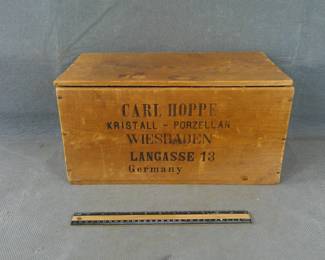 CARL HOPPE
KRISTALL - PORZELLAN
WIESBADEN
LANGASSE 13
Germany